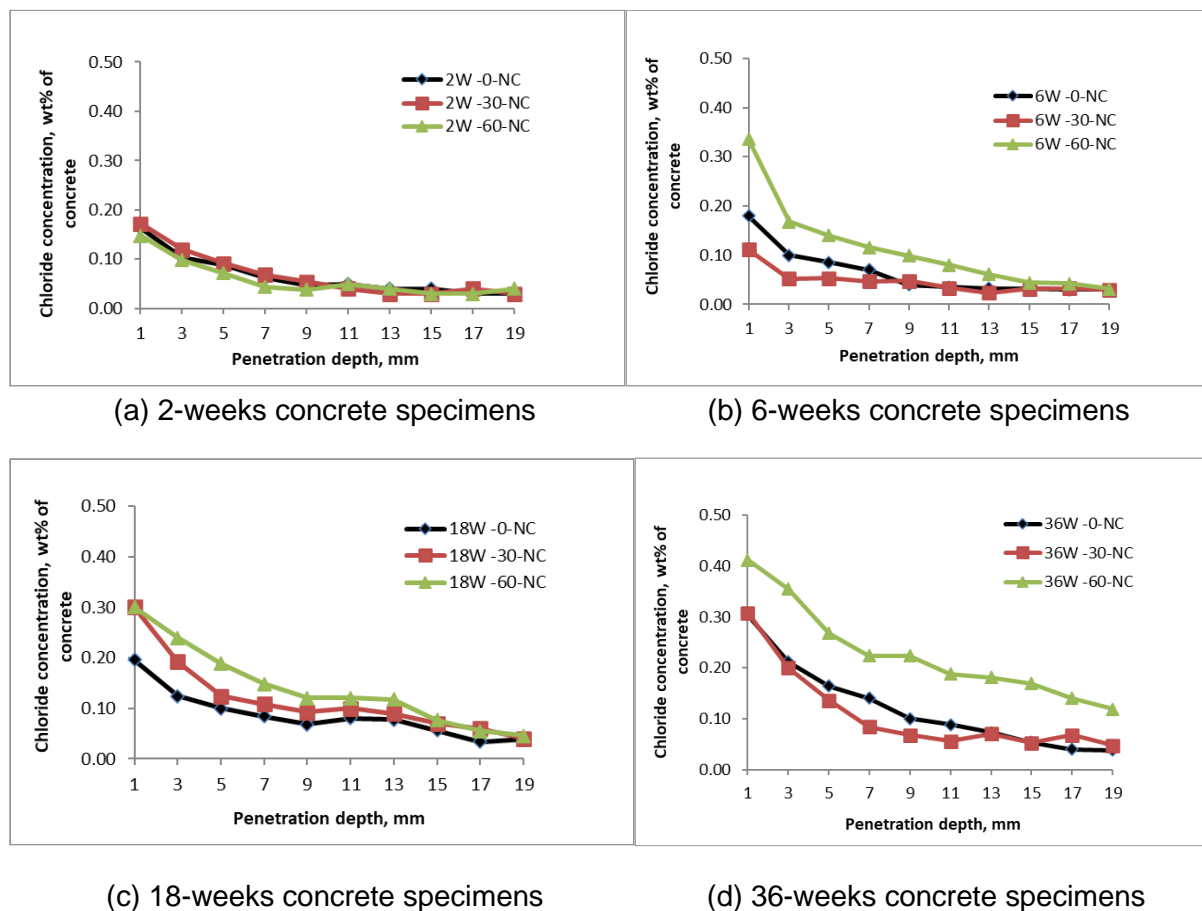 Chloride concentration, wt% of
concrete
0.50
0.40
0.30
0.20
0.10
0.00
2W -0-NC
2W -30-NC
2W -60-NC
1 3 5 7 9 11 13 15 17 19
Penetration depth, mm
(a) 2-weeks concrete specimens
Chloride concentration, wt% of
concrete
0.50
0.40
0.30
0.20
0.10
0.00
6W -0-NC
6W -30-NC
6W -60-NC
1 3 5 7 9 11 13 15 17 19
Penetration depth, mm
(b) 6-weeks concrete specimens
Chloride concentration, wt% of
concrete
0.50
0.40
0.30
0.20
0.10
0.00
18W -0-NC
18W -30-NC
18W -60-NC
1 3 5 7 9 11 13 15 17 19
Penetration depth, mm
(c) 18-weeks concrete specimens
Chloride concentration, wt% of
concrete
0.50
0.40
0.30
0.20
0.10
0.00
36W -0-NC
36W -30-NC
36W -60-NC
1 3 5 7 9 11 13 15 17 19
Penetration depth, mm
(d) 36-weeks concrete specimens